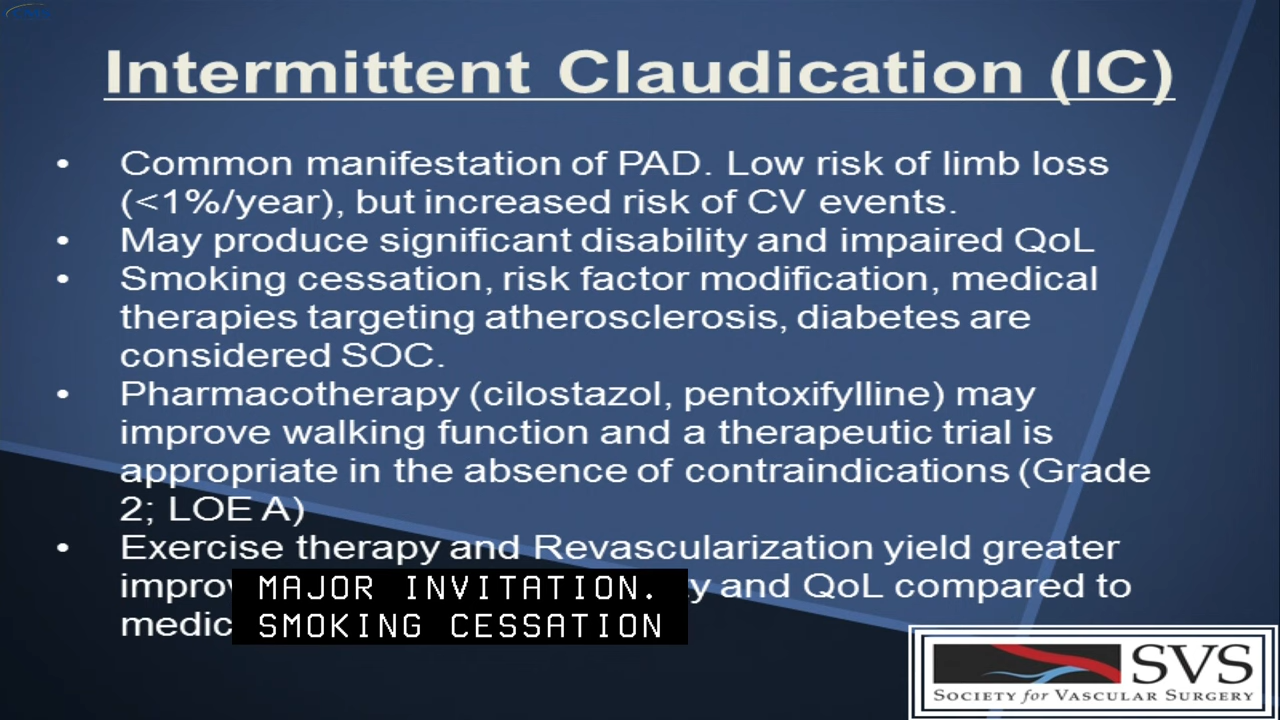 Intermittent Claudication (IC)
• Common manifestation of PAD. Low risk of limb loss
(<1%/year), but increased risk of CV events.
• May produce significant disability and impaired QoL
• Smoking cessation, risk factor modification, medical
therapies targeting atherosclerosis, diabetes are
considered SOC.
• Pharmacotherapy (cilostazol, pentoxifylline) may
improve walking function and a therapeutic trial is
appropriate in the absence of contraindications (Grade
2; LOE A)
• Exercise therapy and Revascularization yield greater
and QoL compared to
MAJOR INVITATION.
SMOKING CESSATION
SVS
SOCIETY for VASCULAR SURGERY